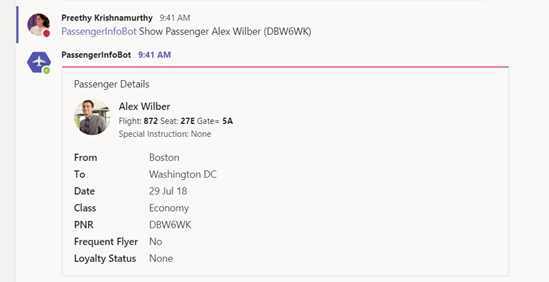 Preethy Krishnamurthy 9:41 AM
PassengerInfoBot Show Passenger Alex Wilber (DBW6WK)
PassengerInfoBot 9:41 AM
Passenger Details
Alex Wilber
Flight: 872 Seat: 27E Gate= 5A
Special Instruction: None
From Boston
To Washington DC
Date 29 Jul 18
Class Economy
PNR DBW6WK
Frequent Flyer No
Loyalty Status None